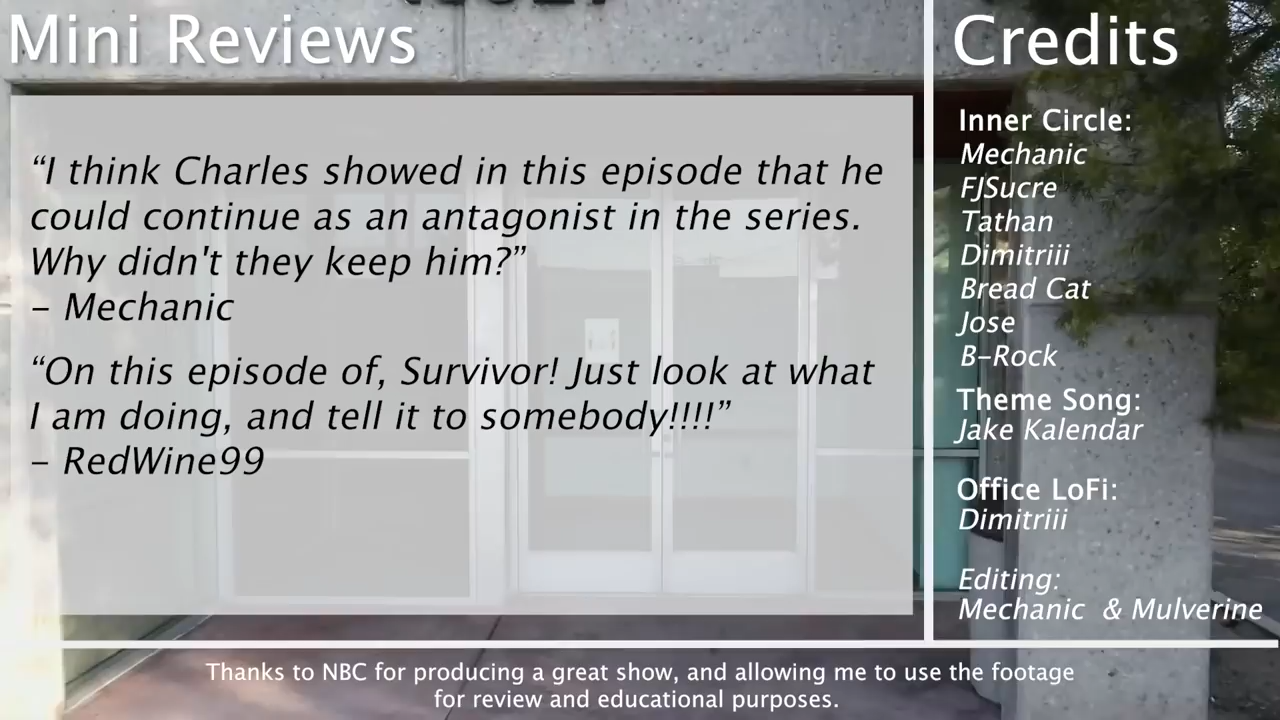 Mini Reviews
“I think Charles showed in this episode that he
could continue as an antagonist in the series.
Why didn't they keep him?”
– Mechanic
“On this episode of, Survivor! Just look at what
I am doing, and tell it to somebody!!!!”
– RedWine99
Credits
Inner Circle:
Mechanic
FJSucre
Tathan
Dimitriii
Bread Cat
Jose
B-Rock
Theme Song:
Jake Kalendar
Office LoFi:
Dimitriii
Editing:
Mechanic & Mulverine
Thanks to NBC for producing a great show, and allowing me to use the footage
for review and educational purposes.